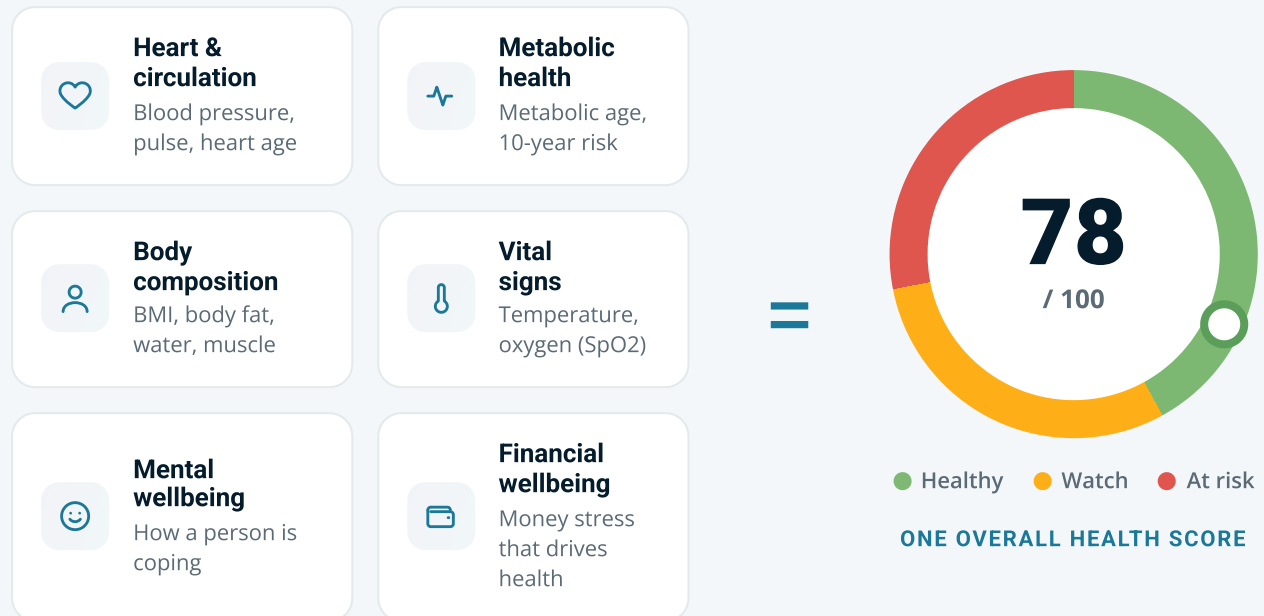 Heart &
circulation
Blood pressure,
pulse, heart age
Metabolic
health
Metabolic age,
10-year risk
Body
composition
BMI, body fat,
water, muscle
Vital
signs
Temperature,
oxygen (SpO2)
Mental
wellbeing
How a person is
coping
Financial
wellbeing
Money stress
that drives
health
=
78
/ 100
Healthy
Watch
At risk
ONE OVERALL HEALTH SCORE